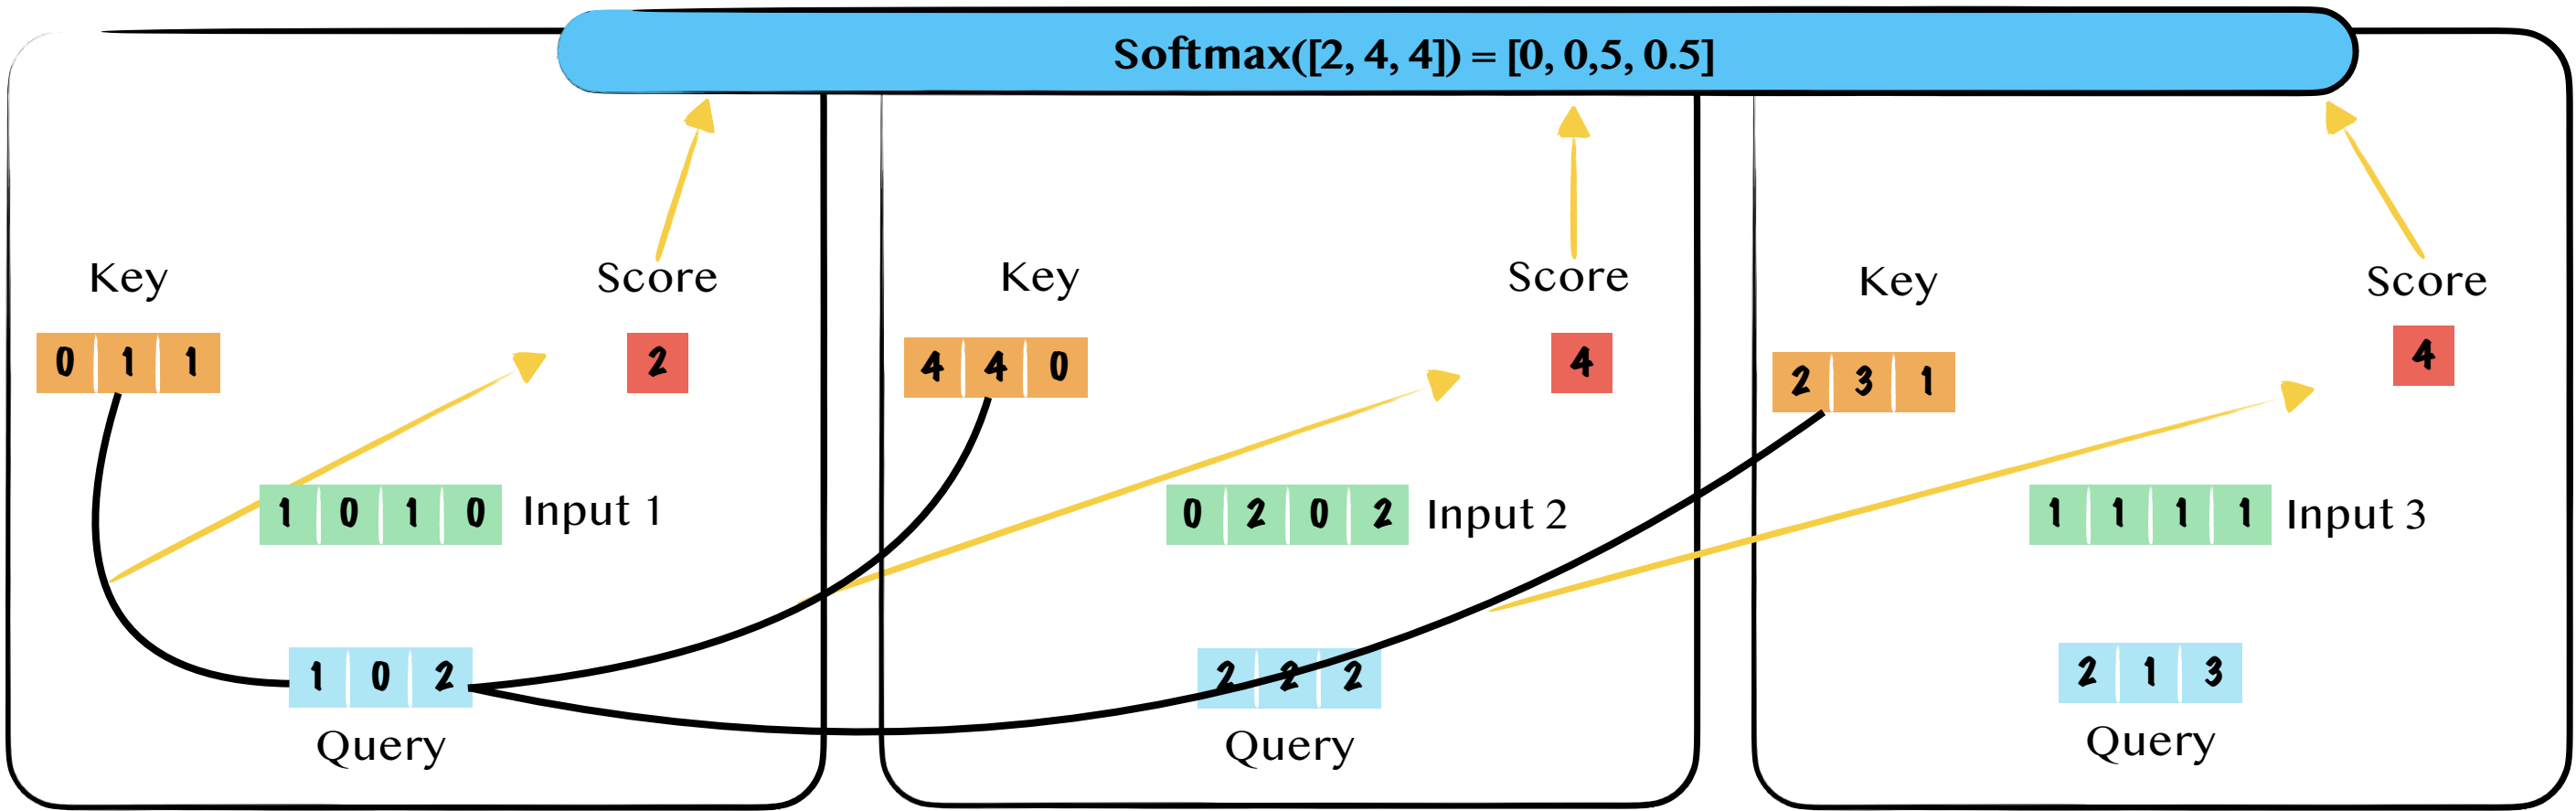 Softmax([2, 4, 4]) = [0, 0,5, 0.5]
Key
Score
0 1 1
2
1 0 1 0 Input 1
1 0 2
Query
Key
Score
4 4 0
4
0 2 0 2 Input 2
2 2 2
Query
Key
Score
2 3 1
4
1 1 1 1 Input 3
2 1 3
Query